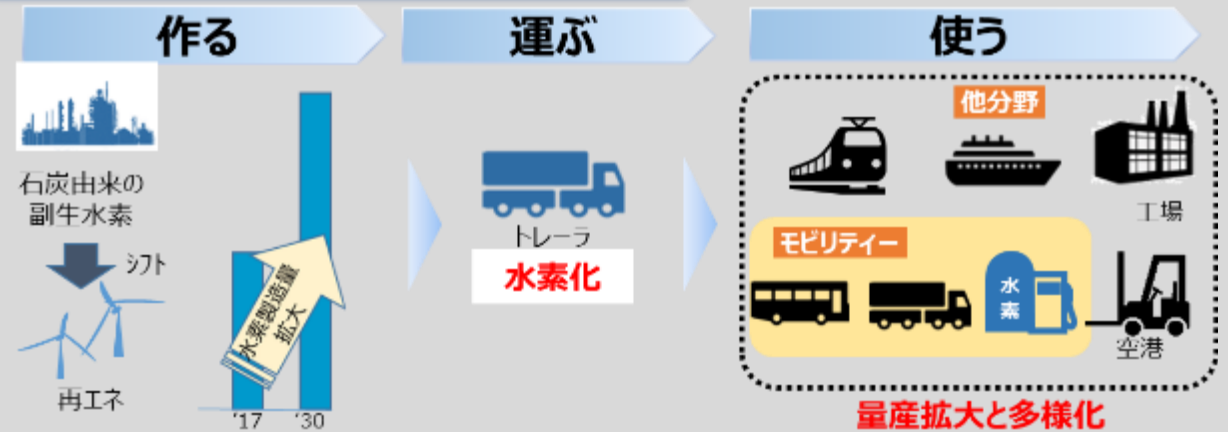 作る
運ぶ
使う
石炭由来の
副生水素
シフト
再エネ
水素製造量
拡大
'17
'30
トレーラ
水素化
他分野
工場
モビリティー
水
素
空港
量産拡大と多様化